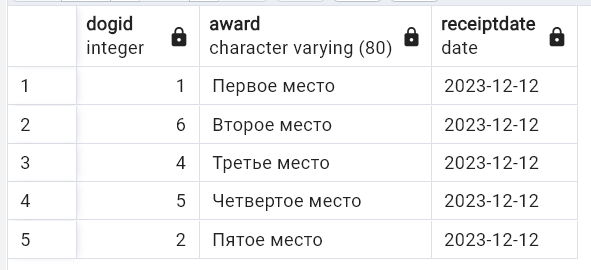 dogid award receiptdate
integer character varying (80) date
1 1 Первое место 2023-12-12
2 6 Второе место 2023-12-12
3 4 Третье место 2023-12-12
4 5 Четвертое место 2023-12-12
5 2 Пятое место 2023-12-12